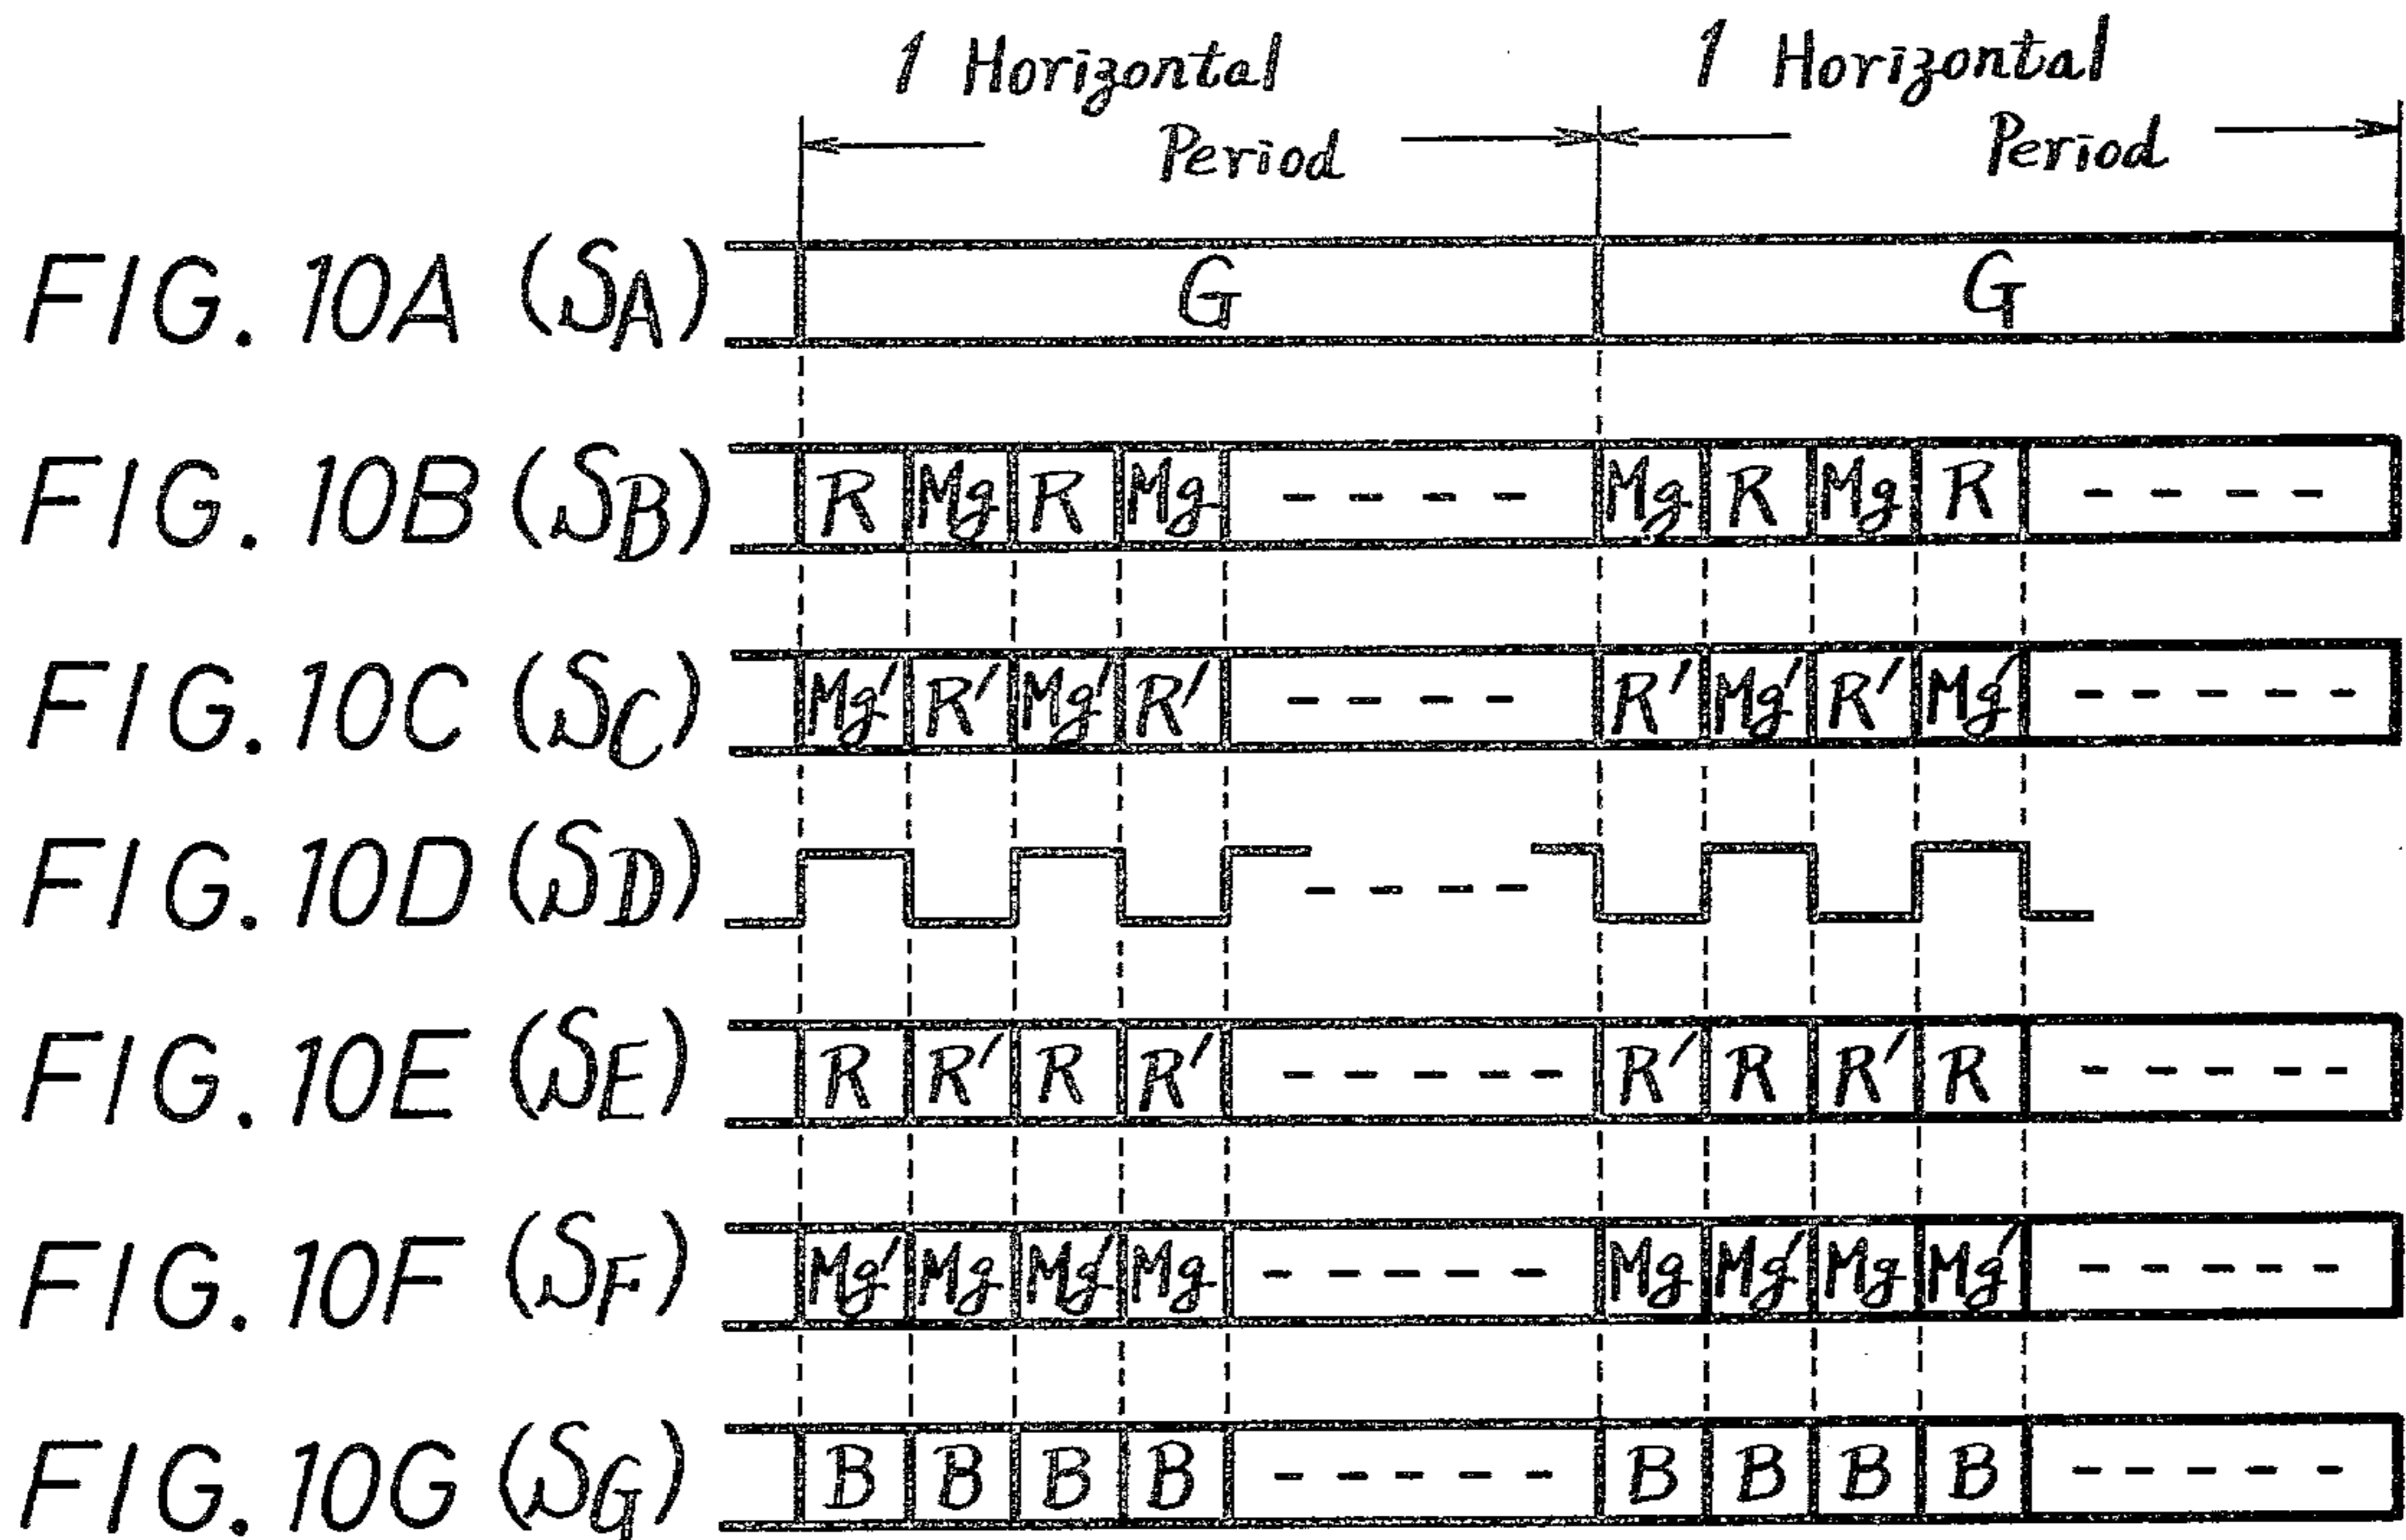 1 Horizontal Period 1 Horizontal Period
FIG. 10A (SA) G G
FIG. 10B (SB) R Mg R Mg - - - - Mg R Mg R - - - -
FIG. 10C (SC) Mg' R' Mg' R' - - - - R' Mg' R' Mg' - - - - -
FIG. 10D (SD) - - - -
FIG. 10E (SE) R R' R R' - - - - - R' R R' R - - - - -
FIG. 10F (SF) Mg' Mg Mg' Mg - - - - - Mg Mg' Mg Mg' - - - - -
FIG. 10G (SG) B B B B - - - - - B B B B - - - - -